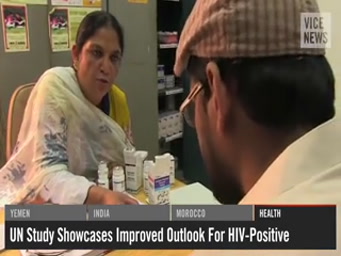 VICE
NEWS
YEMEN
INDIA
MOROCCO
HEALTH
UN Study Showcases Improved Outlook For HIV-Positive